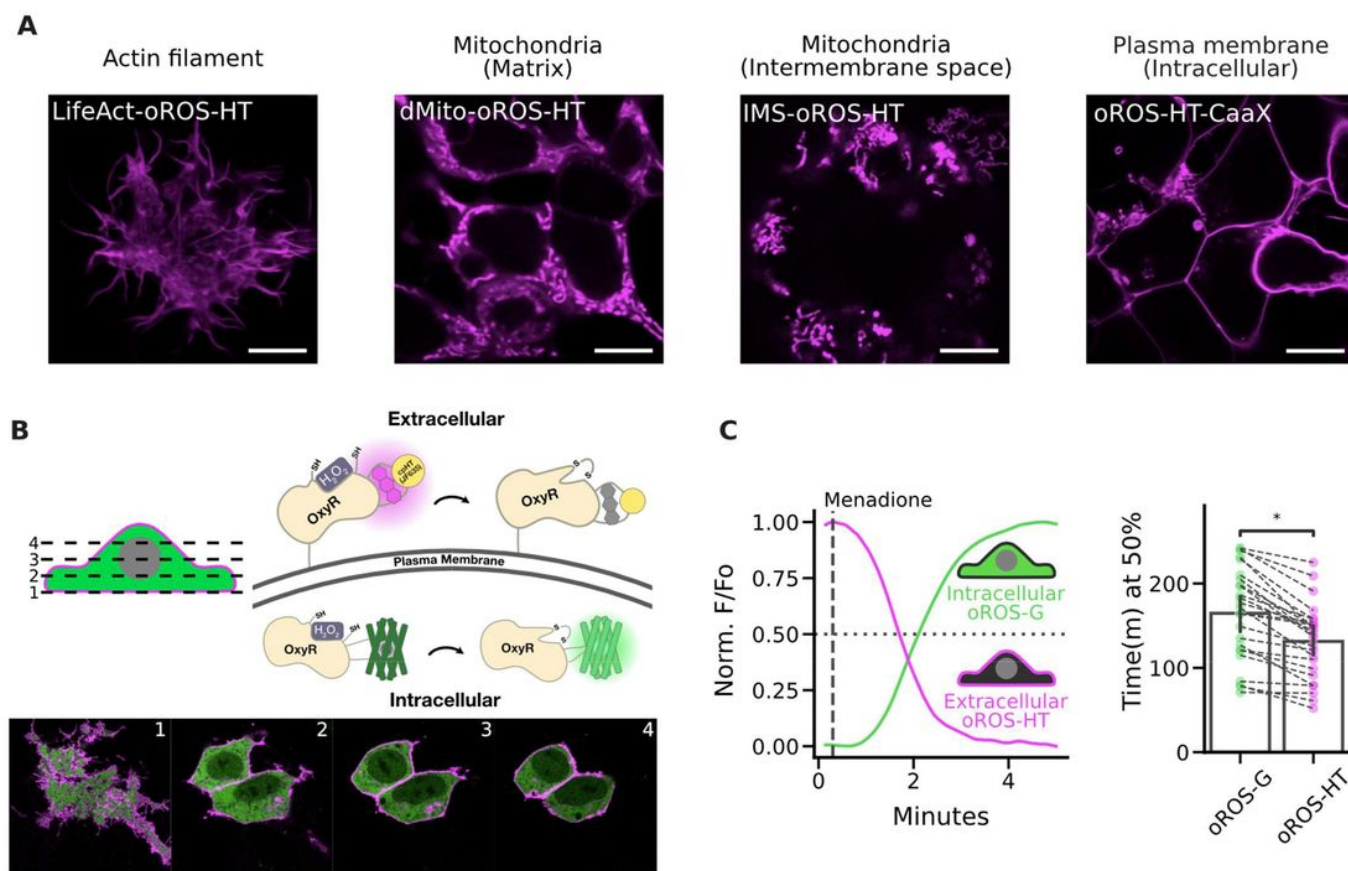 A
Actin filament
Mitochondria
(Matrix)
Mitochondria
(Intermembrane space)
Plasma membrane
(Intracellular)
LifeAct-oROS-HT
dMito-oROS-HT
IMS-oROS-HT
oROS-HT-CaaX
B
Extracellular
SH
H2O2
SH
cpHT
(JF635)
OxyR
S
S
OxyR
Plasma Membrane
4
3
2
1
SH
H2O2
SH
OxyR
S
S
OxyR
Intracellular
1
2
3
4
C
Menadione
Norm. F/Fo
1.00
0.75
0.50
0.25
0.00
Intracellular
oROS-G
Extracellular
oROS-HT
0
2
4
Minutes
*
Time(m) at 50%
200
100
0
oROS-G
oROS-HT